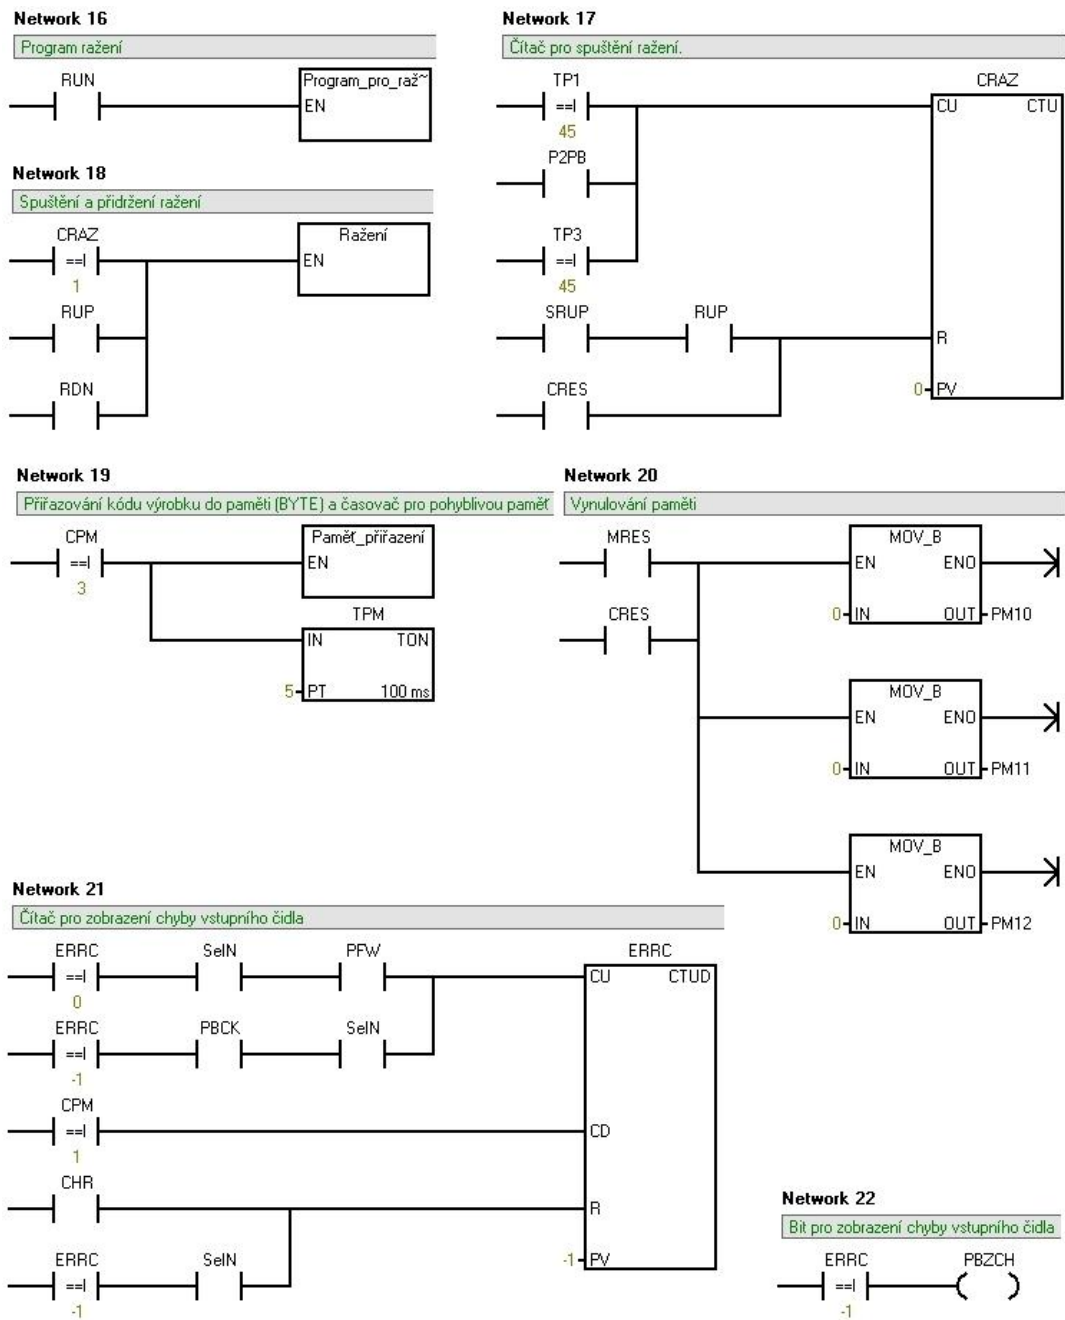 Network 16
Program ražení
RUN
Program_pro_raž~
EN
Network 17
Čítač pro spuštění ražení.
TP1
==I
45
P2PB
TP3
==I
45
SRUP
RUP
CRES
CRAZ
CU CTU
R
0 PV
Network 18
Spuštění a přidržení ražení
CRAZ
==I
1
RUP
RDN
Ražení
EN
Network 19
Přiřazování kódu výrobku do paměti (BYTE) a časovač pro pohyblivou paměť
CPM
==I
3
Paměť_přiřazení
EN
TPM
IN TON
5 PT 100 ms
Network 20
Vynulování paměti
MRES
CRES
MOV_B
EN ENO
0 IN OUT PM10
MOV_B
EN ENO
0 IN OUT PM11
MOV_B
EN ENO
0 IN OUT PM12
Network 21
Čítač pro zobrazení chyby vstupního čidla
ERRC SeIN PFW
==I
0
ERRC PBCK SeIN
==I
-1
CPM
==I
1
CHR
ERRC SeIN
==I
-1
ERRC
CU CTUD
CD
R
-1 PV
Network 22
Bit pro zobrazení chyby vstupního čidla
ERRC PBZCH
==I
-1